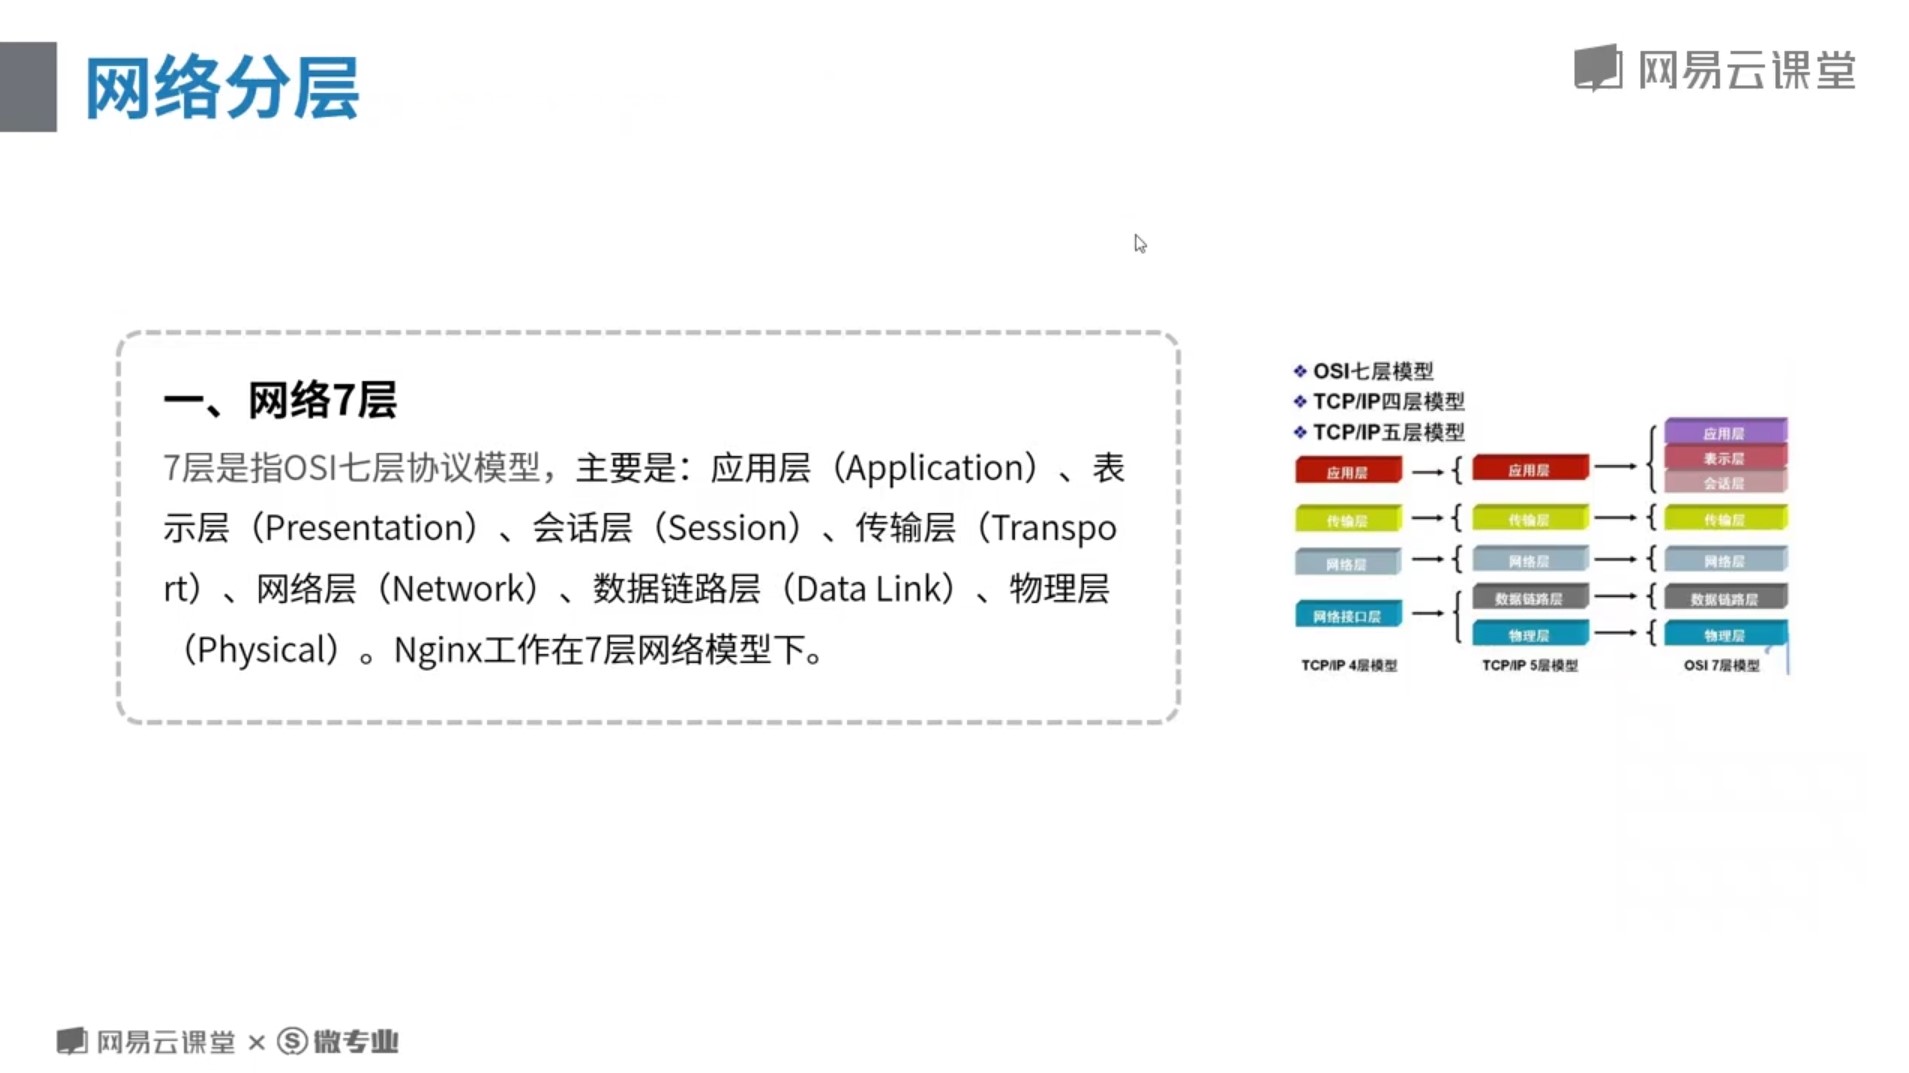 网络分层
网易云课堂
一、网络7层
7层是指OSI七层协议模型，主要是：应用层（Application）、表
示层（Presentation）、会话层（Session）、传输层（Transpo
rt）、网络层（Network）、数据链路层（Data Link）、物理层
（Physical）。Nginx工作在7层网络模型下。
❖ OSI七层模型
❖ TCP/IP四层模型
❖ TCP/IP五层模型
应用层
传输层
网络层
网络接口层
TCP/IP 4层模型
应用层
传输层
网络层
数据链路层
物理层
TCP/IP 5层模型
应用层
表示层
会话层
传输层
网络层
数据链路层
物理层
OSI 7层模型
网易云课堂 × 微专业